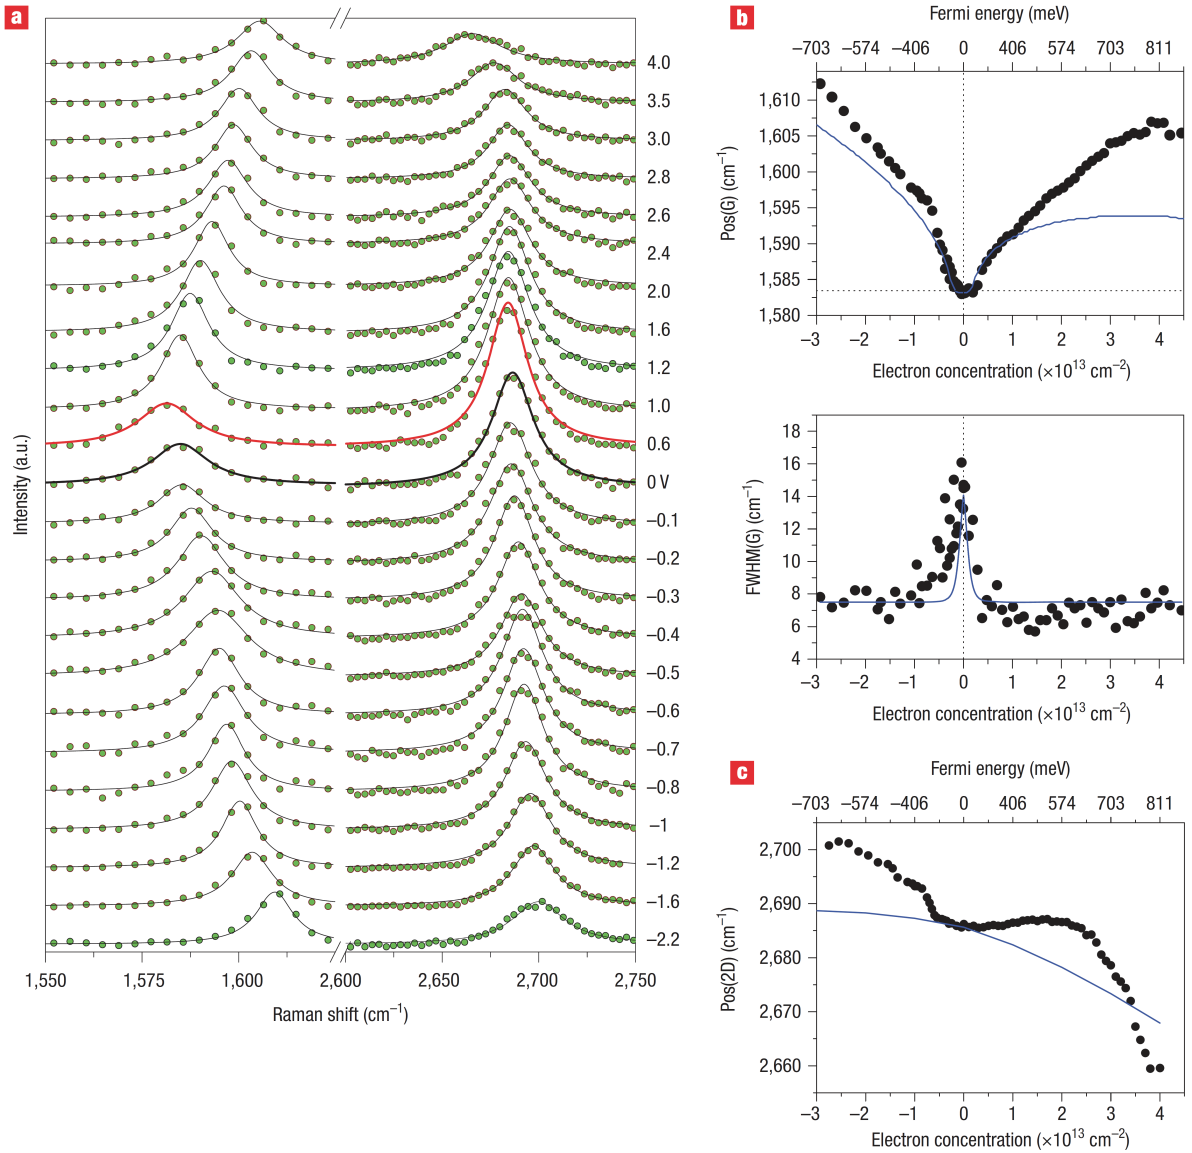 a
4.0
3.5
3.0
2.8
2.6
2.4
2.0
1.6
1.2
1.0
0.6
0 V
–0.1
–0.2
–0.3
–0.4
–0.5
–0.6
–0.7
–0.8
–1
–1.2
–1.6
–2.2
Intensity (a.u.)
1,550 1,575 1,600 2,600 2,650 2,700 2,750
Raman shift (cm–1)
b
Fermi energy (meV)
–703 –574 –406 0 406 574 703 811
1,610
1,605
1,600
1,595
1,590
1,585
1,580
Pos(G) (cm–1)
–3 –2 –1 0 1 2 3 4
Electron concentration (×1013 cm–2)
18
16
14
12
10
8
6
4
FWHM(G) (cm–1)
–3 –2 –1 0 1 2 3 4
Electron concentration (×1013 cm–2)
c
Fermi energy (meV)
–703 –574 –406 0 406 574 703 811
2,700
2,690
2,680
2,670
2,660
Pos(2D) (cm–1)
–3 –2 –1 0 1 2 3 4
Electron concentration (×1013 cm–2)